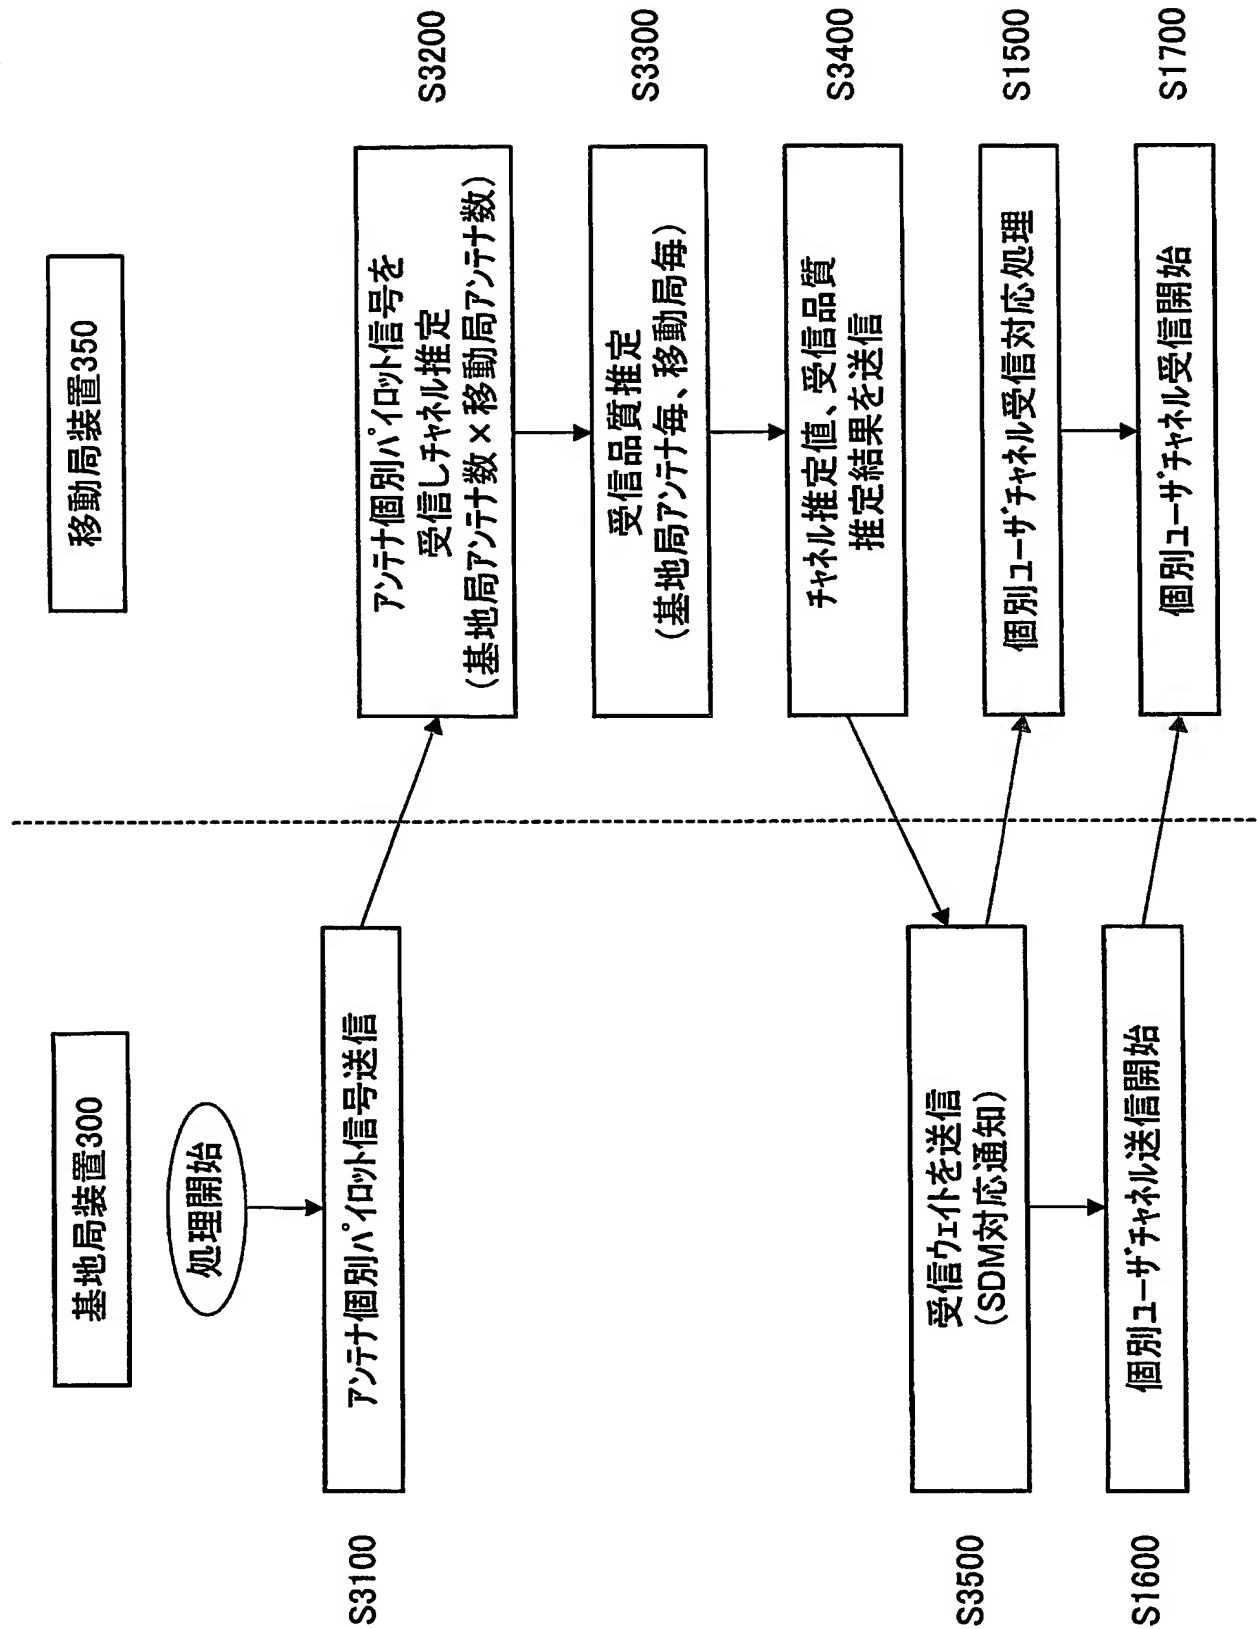 基地局装置300
移動局装置350
処理開始
S3100
アンテナ個別パイロット信号送信
アンテナ個別パイロット信号を
受信しチャネル推定
(基地局アンテナ数×移動局アンテナ数)
S3200
受信品質推定
(基地局アンテナ毎、移動局毎)
S3300
チャネル推定値、受信品質
推定結果を送信
S3400
S3500
受信ウェイトを送信
(SDM対応通知)
個別ユーザチャネル受信対応処理
S1500
S1600
個別ユーザチャネル送信開始
個別ユーザチャネル受信開始
S1700